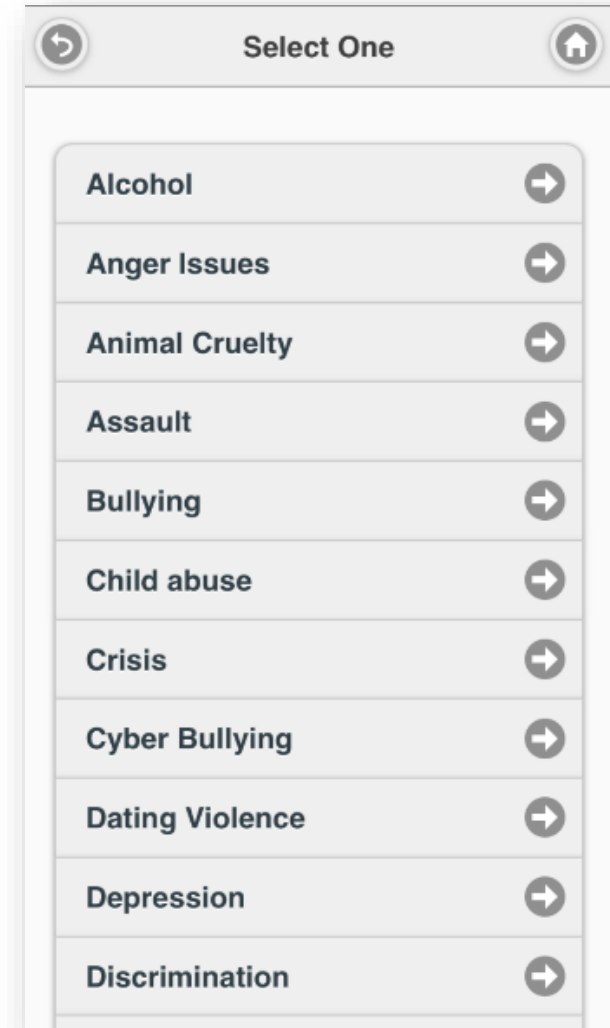 Select One
Alcohol
Anger Issues
Animal Cruelty
Assault
Bullying
Child abuse
Crisis
Cyber Bullying
Dating Violence
Depression
Discrimination